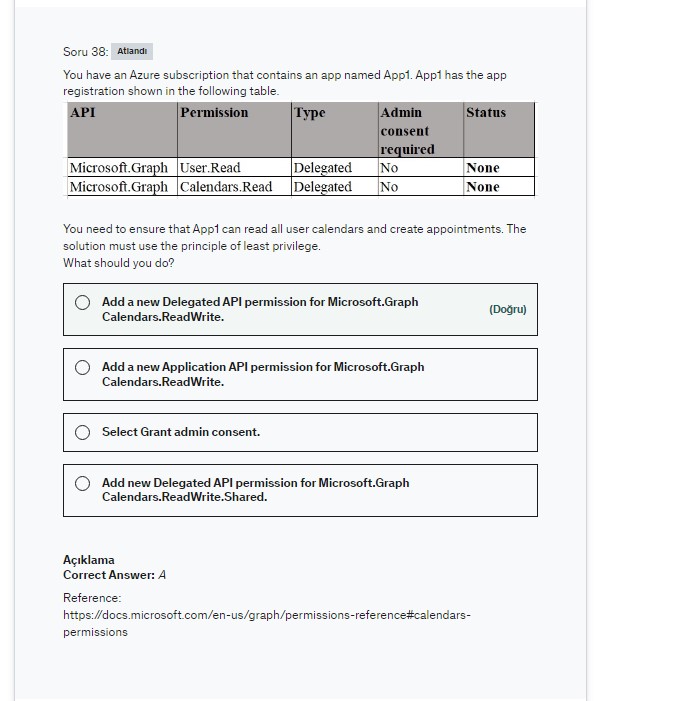 Soru 38: Atlandı
You have an Azure subscription that contains an app named App1. App1 has the app
registration shown in the following table.
API Permission Type Admin consent required Status
Microsoft.Graph User.Read Delegated No None
Microsoft.Graph Calendars.Read Delegated No None
You need to ensure that App1 can read all user calendars and create appointments. The
solution must use the principle of least privilege.
What should you do?
Add a new Delegated API permission for Microsoft.Graph
Calendars.ReadWrite.
(Doğru)
Add a new Application API permission for Microsoft.Graph
Calendars.ReadWrite.
Select Grant admin consent.
Add new Delegated API permission for Microsoft.Graph
Calendars.ReadWrite.Shared.
Açıklama
Correct Answer: A
Reference:
https://docs.microsoft.com/en-us/graph/permissions-reference#calendars-
permissions